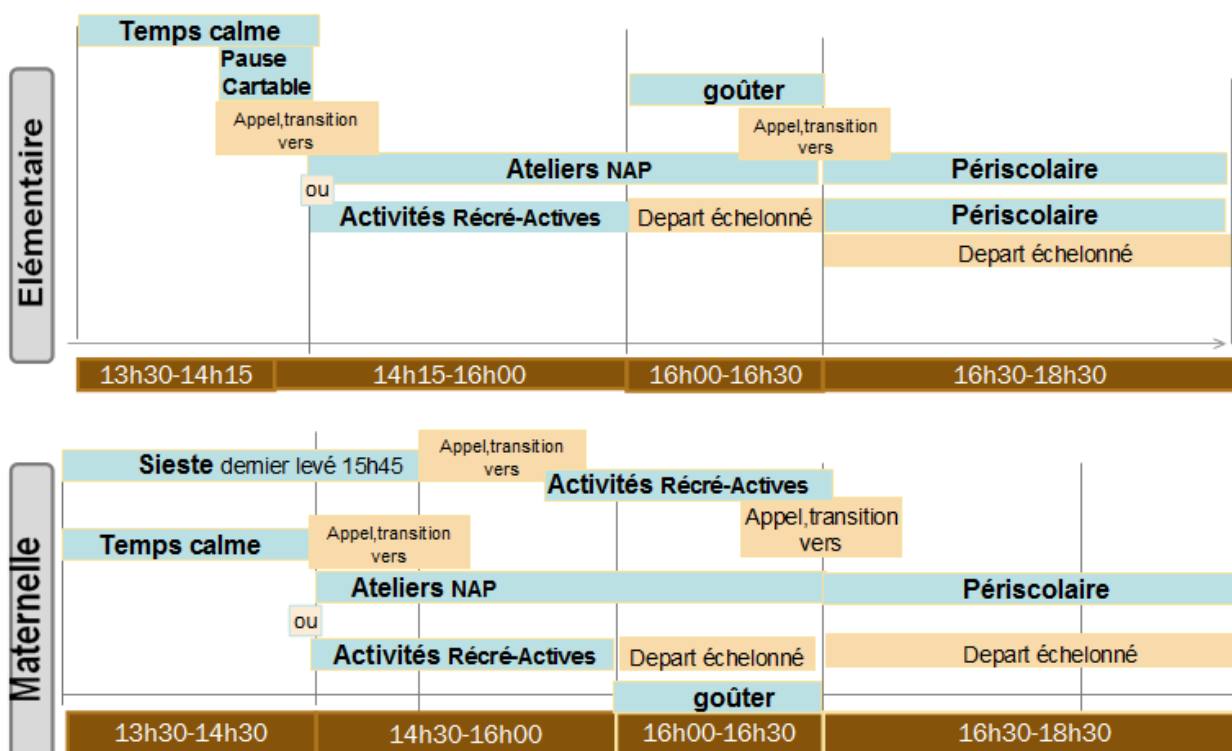 Elémentaire
Temps calme
Pause
Cartable
goûter
Appel,transition
vers
Appel,transition
vers
Ateliers NAP
Périscolaire
ou
Activités Récré-Actives
Depart échelonné
Périscolaire
Depart échelonné
13h30-14h15
14h15-16h00
16h00-16h30
16h30-18h30
Maternelle
Sieste dernier levé 15h45
Appel,transition
vers
Activités Récré-Actives
Appel,transition
vers
Temps calme
Appel,transition
vers
Ateliers NAP
Périscolaire
ou
Activités Récré-Actives
Depart échelonné
Depart échelonné
goûter
13h30-14h30
14h30-16h00
16h00-16h30
16h30-18h30